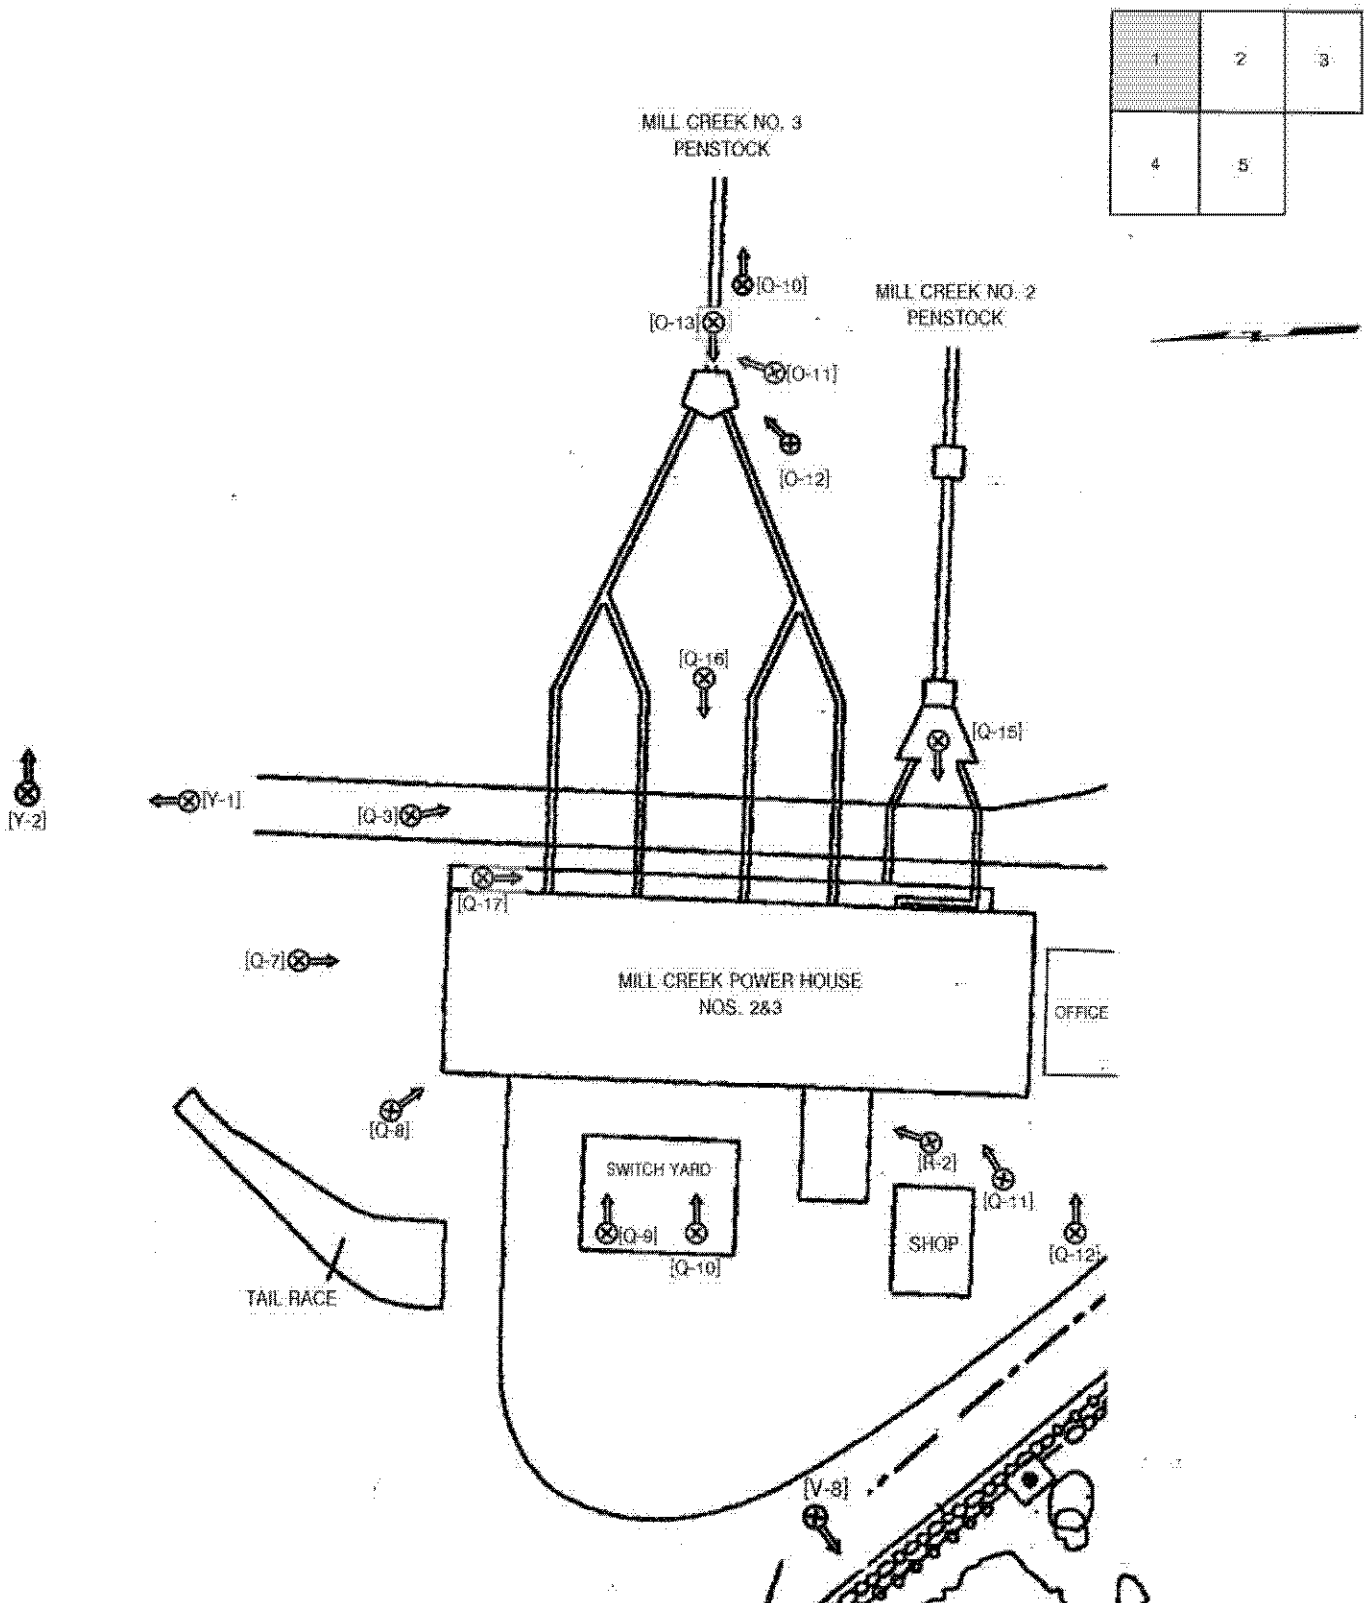 1
2
3
4
5
MILL CREEK NO. 3
PENSTOCK
[O-10]
MILL CREEK NO. 2
PENSTOCK
[O-13]
[O-11]
[O-12]
[Q-16]
[Q-15]
[Y-2]
[Y-1]
[Q-3]
[Q-17]
[Q-7]
MILL CREEK POWER HOUSE
NOS. 2&3
OFFICE
[Q-8]
SWITCH YARD
[R-2]
[Q-11]
[Q-9]
[Q-10]
SHOP
[Q-12]
TAIL RACE
[V-8]